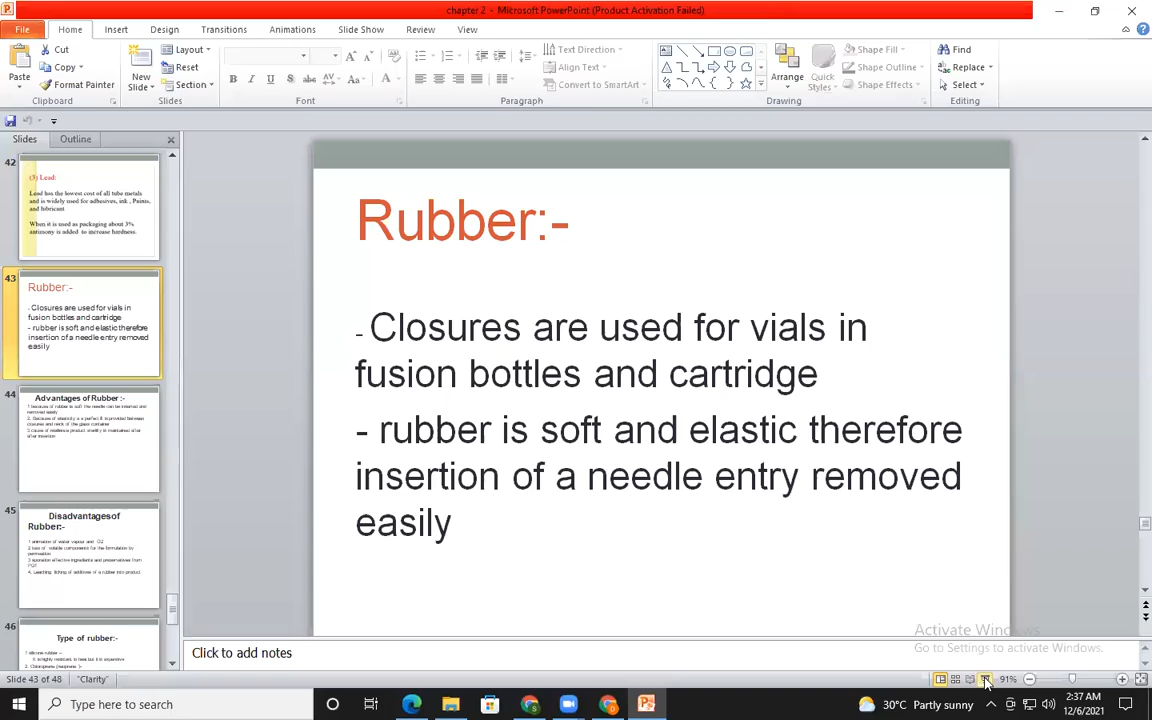 chapter 2 - Microsoft PowerPoint (Product Activation Failed)
File Home Insert Design Transitions Animations Slide Show Review View
Paste
Cut
Copy
Format Painter
Clipboard
New Slide
Layout
Reset
Section
Slides
Font
Text Direction
Align Text
Convert to SmartArt
Paragraph
Arrange
Quick Styles
Shape Fill
Shape Outline
Shape Effects
Drawing
Find
Replace
Select
Editing
Slides Outline
42
(3) Lead:
Lead has the lowest cost of all tube metals
and is widely used for adhesives, ink , Paints,
and lubricant
When it is used as packaging about 3%
antimony is added to increase hardness.
43
Rubber:-
- Closures are used for vials in
fusion bottles and cartridge
- rubber is soft and elastic therefore
insertion of a needle entry removed
easily
44
Advantages of Rubber :-
45
Disadvantages of
Rubber:-
46
Type of rubber:-
Rubber:-
- Closures are used for vials in
fusion bottles and cartridge
- rubber is soft and elastic therefore
insertion of a needle entry removed
easily
Activate Windows
Go to Settings to activate Windows.
Click to add notes
Slide 43 of 48 "Clarity" 91%
Type here to search
30°C Partly sunny
2:37 AM
12/6/2021